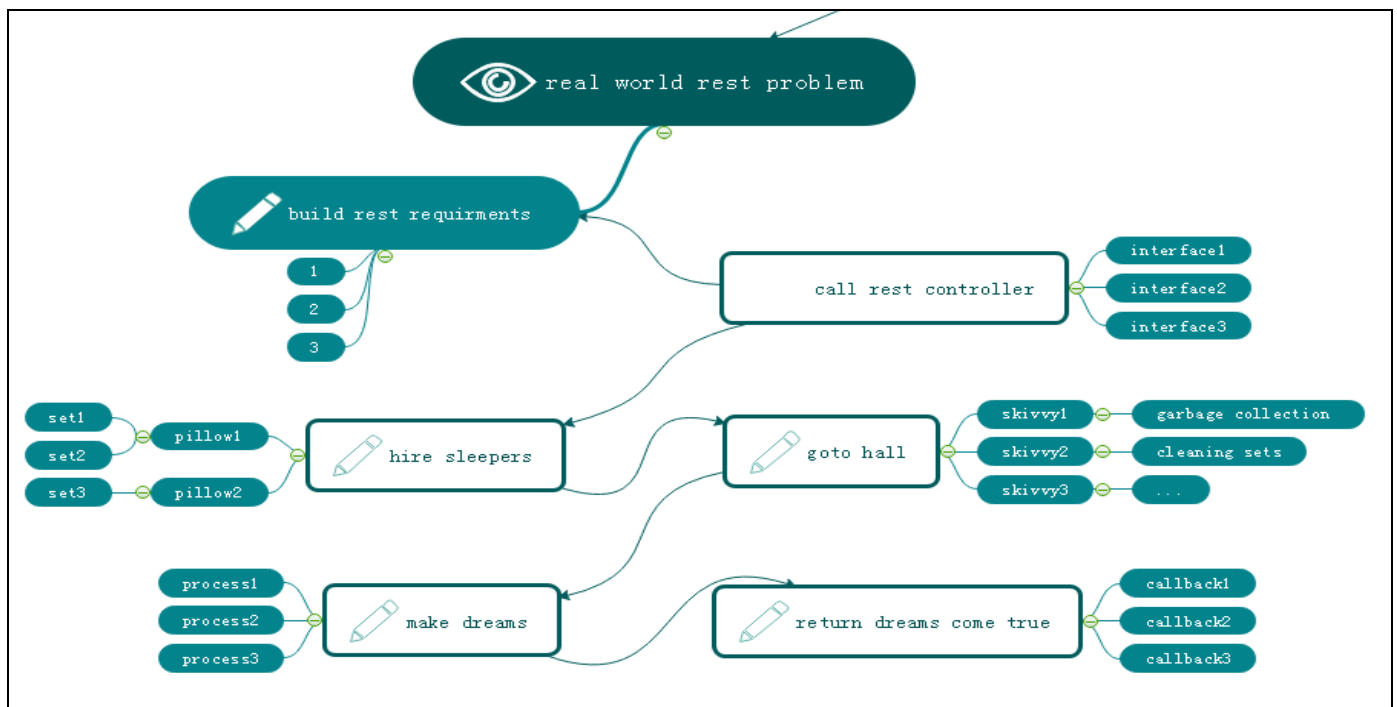 real world rest problem
build rest requirments
1
2
3
call rest controller
interface1
interface2
interface3
set1
set2
set3
pillow1
pillow2
hire sleepers
goto hall
skivvy1
garbage collection
skivvy2
cleaning sets
skivvy3
...
process1
process2
process3
make dreams
return dreams come true
callback1
callback2
callback3